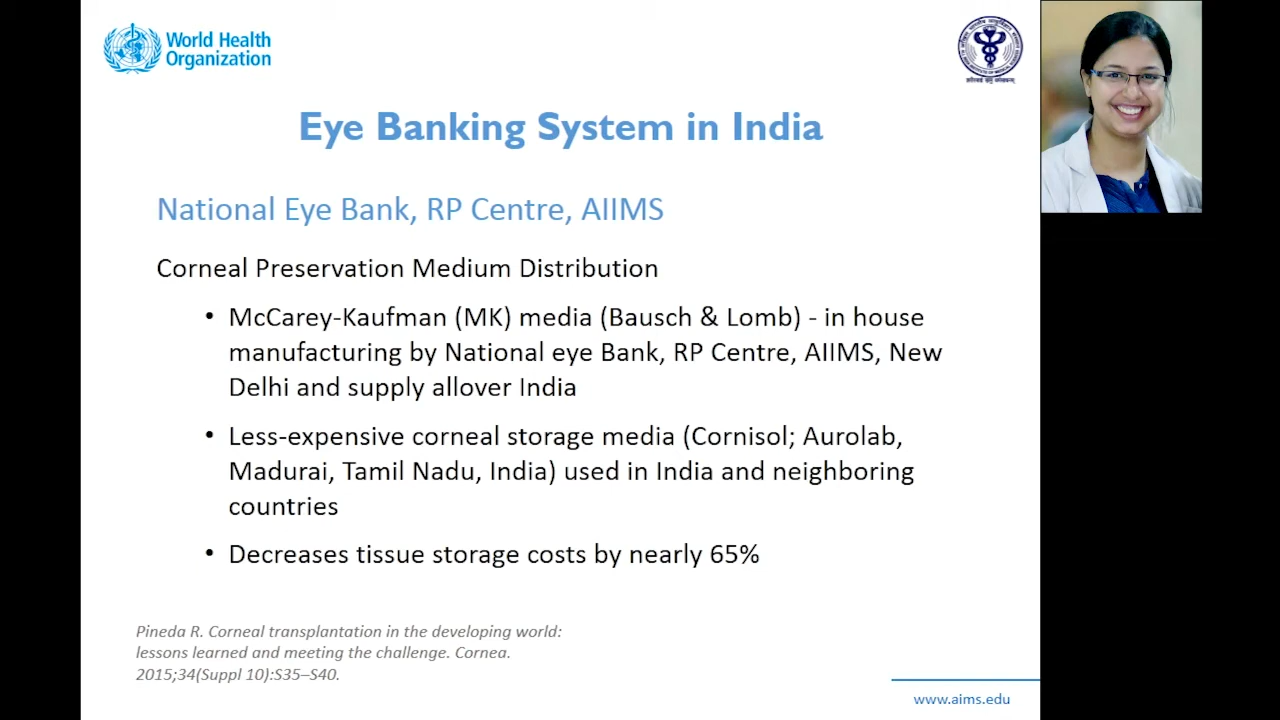 World Health
Organization
Eye Banking System in India
National Eye Bank, RP Centre, AIIMS
Corneal Preservation Medium Distribution
• McCarey-Kaufman (MK) media (Bausch & Lomb) - in house
manufacturing by National eye Bank, RP Centre, AIIMS, New
Delhi and supply allover India
• Less-expensive corneal storage media (Cornisol; Aurolab,
Madurai, Tamil Nadu, India) used in India and neighboring
countries
• Decreases tissue storage costs by nearly 65%
Pineda R. Corneal transplantation in the developing world:
lessons learned and meeting the challenge. Cornea.
2015;34(Suppl 10):S35–S40.
www.aims.edu